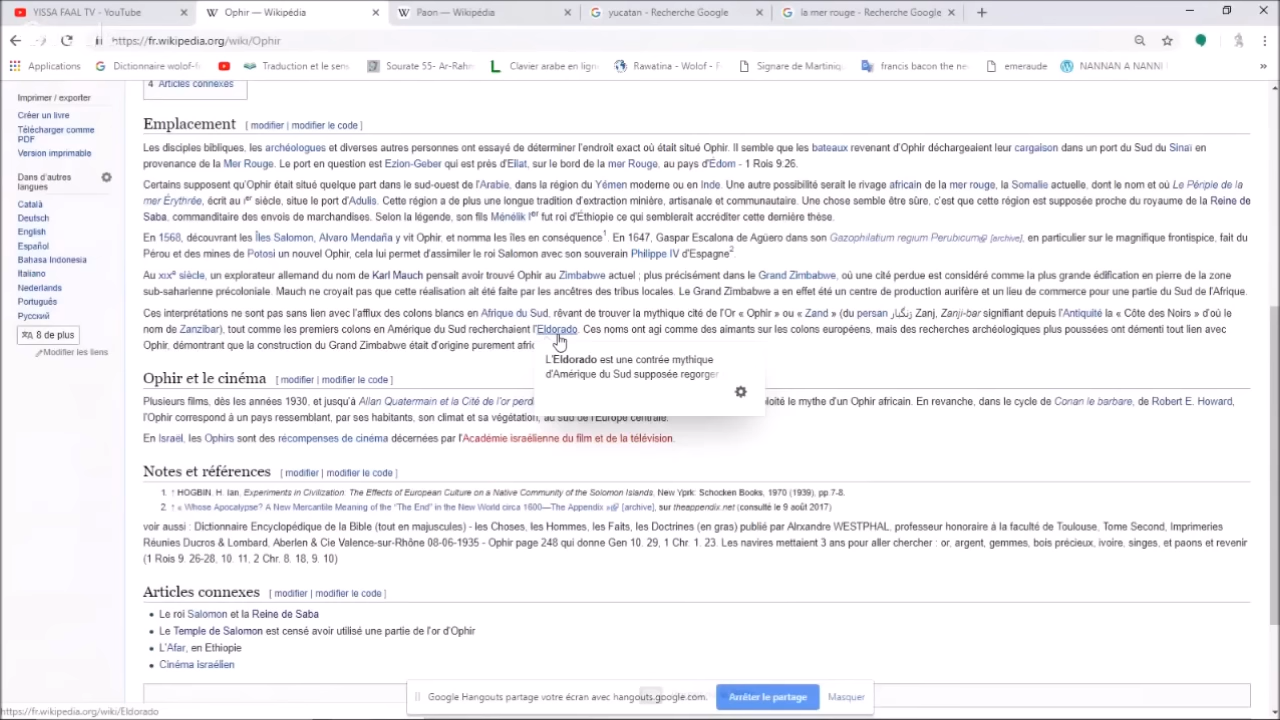 YISSA FAAL TV - YouTube
Ophir — Wikipédia
Paon — Wikipédia
yucatan - Recherche Google
la mer rouge - Recherche Google
https://fr.wikipedia.org/wiki/Ophir
Applications
Dictionnaire wolof-f
Traduction et le sens
Sourate 55- Ar-Rahm
Clavier arabe en ligne
Rawatina - Wolof - F
Signare de Martiniq
francis bacon the ne
emeraude
NANNAN A NANNI
»
4 Articles connexes
Imprimer / exporter
Créer un livre
Télécharger comme
PDF
Version imprimable
Dans d'autres
langues
Català
Deutsch
English
Español
Bahasa Indonesia
Italiano
Nederlands
Português
Русский
8 de plus
Modifier les liens
Emplacement [ modifier | modifier le code ]
Les disciples bibliques, les archéologues et diverses autres personnes ont essayé de déterminer l'endroit exact où était situé Ophir. Il semble que les bateaux revenant d'Ophir déchargeaient leur cargaison dans un port du Sud du Sinaï en
provenance de la Mer Rouge. Le port en question est Ezion-Geber qui est près d'Eilat, sur le bord de la mer Rouge, au pays d'Édom - 1 Rois 9.26.
Certains supposent qu'Ophir était situé quelque part dans le sud-ouest de l'Arabie, dans la région du Yémen moderne ou en Inde. Une autre possibilité serait le rivage africain de la mer rouge, la Somalie actuelle, dont le nom et où Le Périple de la
mer Érythrée, écrit au Ier siècle, situe le port d'Adulis. Cette région a de plus une longue tradition d'extraction minière, artisanale et communautaire. Une chose semble être sûre, c'est que cette région est supposée proche du royaume de la Reine de
Saba, commanditaire des envois de marchandises. Selon la légende, son fils Ménélik Ier fut roi d'Éthiopie ce qui semblerait accréditer cette dernière thèse.
En 1568, découvrant les Îles Salomon, Alvaro Mendaña y vit Ophir, et nomma les îles en conséquence1. En 1647, Gaspar Escalona de Agüero dans son Gazophilatium regium Perubicum [archive], en particulier sur le magnifique frontispice, fait du
Pérou et des mines de Potosi un nouvel Ophir, cela lui permet d'assimiler le roi Salomon avec son souverain Philippe IV d'Espagne2.
Au XIXe siècle, un explorateur allemand du nom de Karl Mauch pensait avoir trouvé Ophir au Zimbabwe actuel ; plus précisément dans le Grand Zimbabwe, où une cité perdue est considéré comme la plus grande édification en pierre de la zone
sub-saharienne précoloniale. Mauch ne croyait pas que cette réalisation ait été faite par les ancêtres des tribus locales. Le Grand Zimbabwe a en effet été un centre de production aurifère et un lieu de commerce pour une partie du Sud de l'Afrique.
Ces interprétations ne sont pas sans lien avec l'afflux des colons blancs en Afrique du Sud, rêvant de trouver la mythique cité de l'Or « Ophir » ou « Zand » (du persan زنگبار Zanj, Zanji-bar signifiant depuis l'Antiquité la « Côte des Noirs » d'où le
nom de Zanzibar), tout comme les premiers colons en Amérique du Sud recherchaient l'Eldorado. Ces noms ont agi comme des aimants sur les colons européens, mais des recherches archéologiques plus poussées ont démenti tout lien avec
Ophir, démontrant que la construction du Grand Zimbabwe était d'origine purement afri
L'Eldorado est une contrée mythique
d'Amérique du Sud supposée regorger
Ophir et le cinéma [ modifier | modifier le code ]
Plusieurs films, dès les années 1930, et jusqu'à Allan Quatermain et la Cité de l'or perd loité le mythe d'un Ophir africain. En revanche, dans le cycle de Conan le barbare, de Robert E. Howard,
l'Ophir correspond à un pays ressemblant, par ses habitants, son climat et sa végétation, au sud de l'Europe centrale.
En Israël, les Ophirs sont des récompenses de cinéma décernées par l'Académie israélienne du film et de la télévision.
Notes et références [ modifier | modifier le code ]
1. ↑ HOGBIN. H. Ian, Experiments in Civilization. The Effects of European Culture on a Native Community of the Solomon Islands, New York: Schocken Books, 1970 (1939), pp.7-8.
2. ↑ « Whose Apocalypse? A New Mercantile Meaning of the "The End" in the New World circa 1600—The Appendix » [archive], sur theappendix.net (consulté le 9 août 2017)
voir aussi : Dictionnaire Encyclopédique de la Bible (tout en majuscules) - les Choses, les Hommes, les Faits, les Doctrines (en gras) publié par Alxandre WESTPHAL, professeur honoraire à la faculté de Toulouse, Tome Second, Imprimeries
Réunies Ducros & Lombard. Aberlen & Cie Valence-sur-Rhône 08-06-1935 - Ophir page 248 qui donne Gen 10. 29, 1 Chr. 1. 23. Les navires mettaient 3 ans pour aller chercher : or, argent, gemmes, bois précieux, ivoire, singes, et paons et revenir
(1 Rois 9. 26-28, 10. 11, 2 Chr. 8. 18, 9. 10)
Articles connexes [ modifier | modifier le code ]
• Le roi Salomon et la Reine de Saba
• Le Temple de Salomon est censé avoir utilisé une partie de l'or d'Ophir
• L'Afar, en Ethiopie
• Cinéma israélien
Google Hangouts partage votre écran avec hangouts.google.com.
Arrêter le partage
Masquer
https://fr.wikipedia.org/wiki/Eldorado